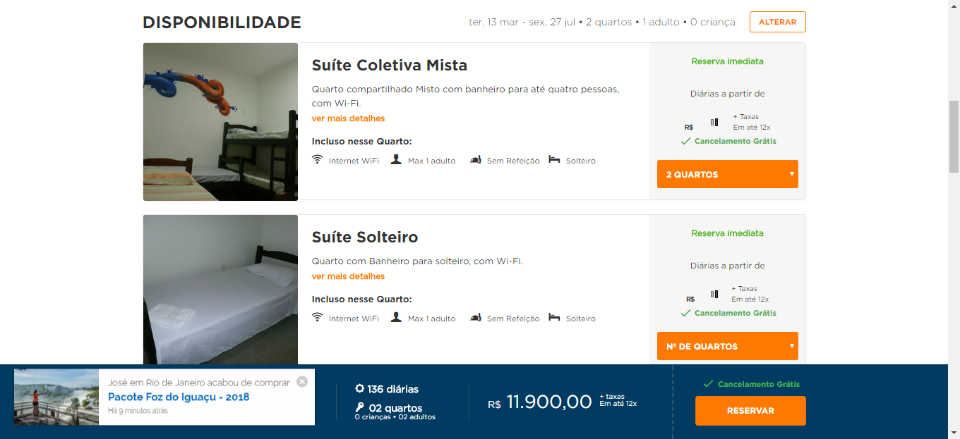 DISPONIBILIDADE
ter, 13 mar - sex, 27 jul • 2 quartos • 1 adulto • 0 criança
ALTERAR
Suíte Coletiva Mista
Quarto compartilhado Misto com banheiro para até quatro pessoas,
com Wi-Fi.
ver mais detalhes
Incluso nesse Quarto:
Internet WiFi
Max 1 adulto
Sem Refeição
Solteiro
Reserva imediata
Diárias a partir de
R$
+ Taxas
Em até 12x
Cancelamento Grátis
2 QUARTOS
Suíte Solteiro
Quarto com Banheiro para solteiro, com Wi-Fi.
ver mais detalhes
Incluso nesse Quarto:
Internet WiFi
Max 1 adulto
Sem Refeição
Solteiro
Reserva imediata
Diárias a partir de
R$
+ Taxas
Em até 12x
Cancelamento Grátis
Nº DE QUARTOS
José em Rio de Janeiro acabou de comprar
Pacote Foz do Iguaçu - 2018
Há 9 minutos atrás
136 diárias
02 quartos
0 crianças • 02 adultos
R$ 11.900,00
+ taxas
Em até 12x
Cancelamento Grátis
RESERVAR